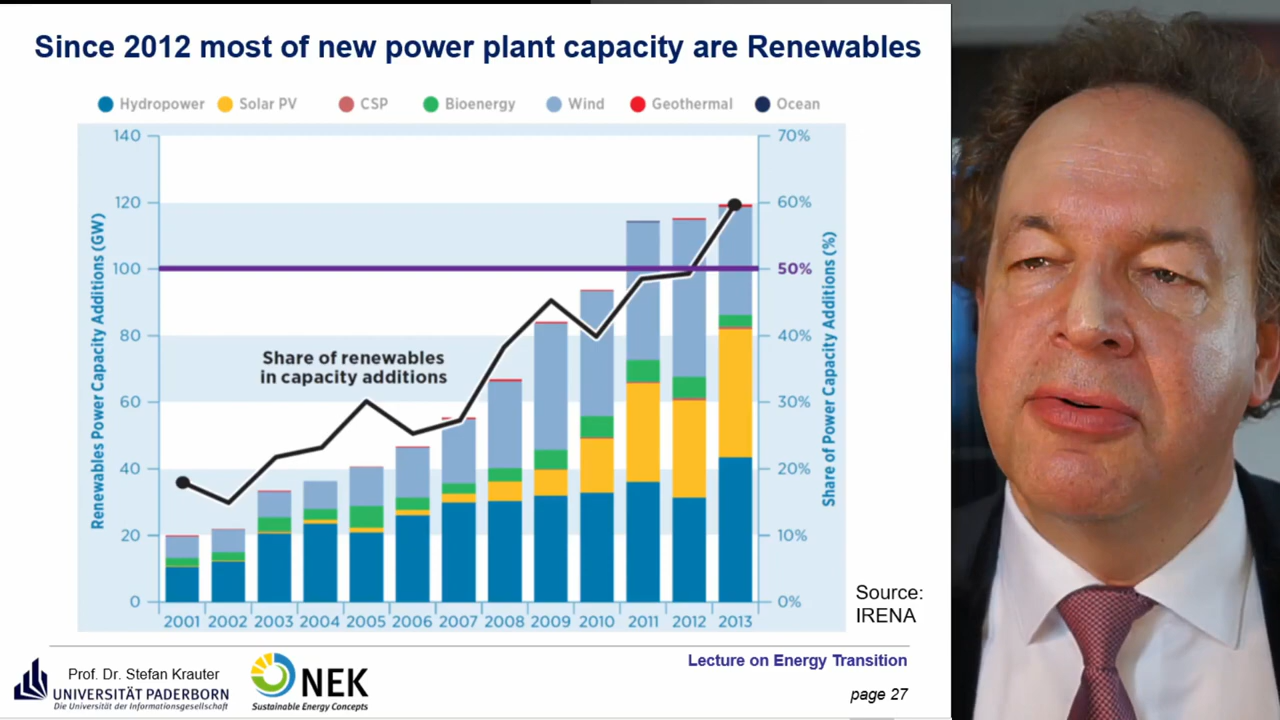 Since 2012 most of new power plant capacity are Renewables
Hydropower Solar PV CSP Bioenergy Wind Geothermal Ocean
Renewables Power Capacity Additions (GW)
140
120
100
80
60
40
20
0
Share of renewables
in capacity additions
70%
60%
50%
40%
30%
20%
10%
0%
Share of Power Capacity Additions (%)
2001 2002 2003 2004 2005 2006 2007 2008 2009 2010 2011 2012 2013
Source:
IRENA
Prof. Dr. Stefan Krauter
UNIVERSITÄT PADERBORN
Die Universität der Informationsgesellschaft
NEK
Sustainable Energy Concepts
Lecture on Energy Transition
page 27